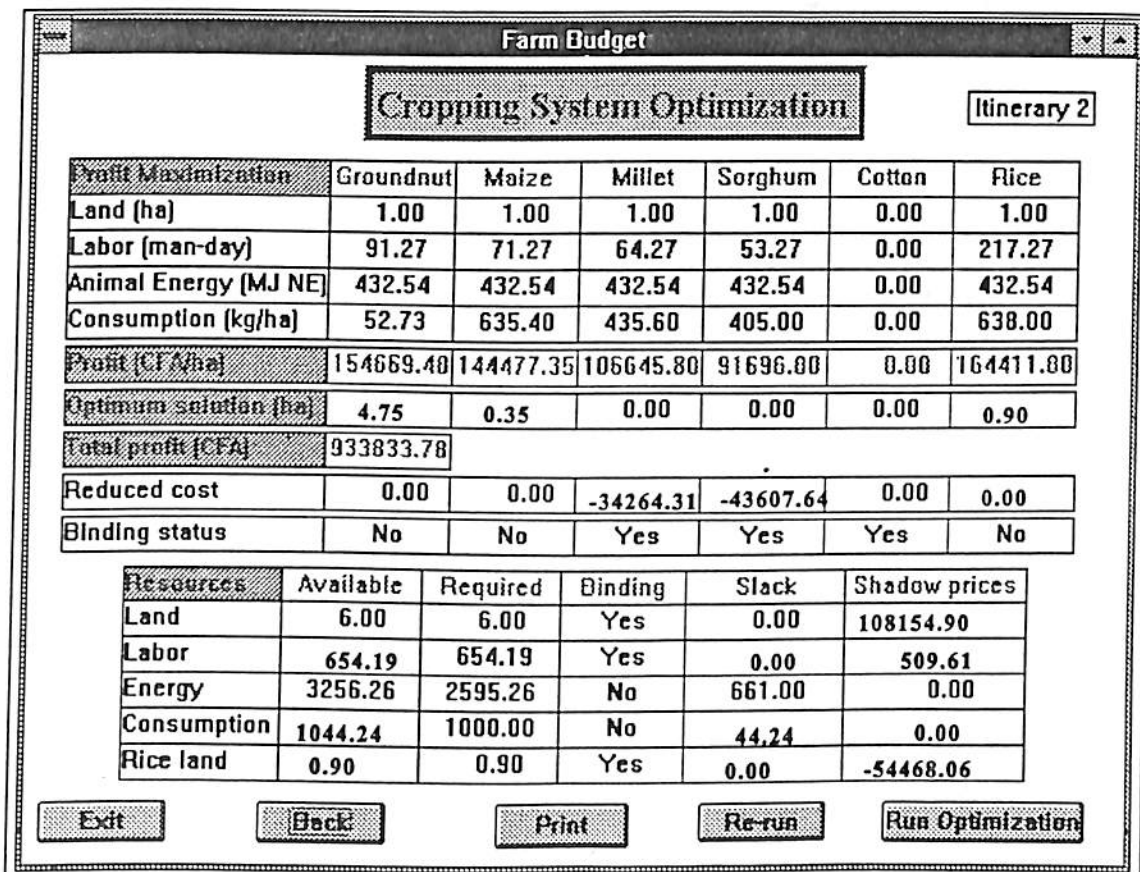 Farm Budget
Cropping System Optimization
Itinerary 2
Profit Maximization Groundnut Maize Millet Sorghum Cotton Rice
Land (ha) 1.00 1.00 1.00 1.00 0.00 1.00
Labor (man-day) 91.27 71.27 64.27 53.27 0.00 217.27
Animal Energy (MJ NE) 432.54 432.54 432.54 432.54 0.00 432.54
Consumption (kg/ha) 52.73 635.40 435.60 405.00 0.00 638.00
Profit (CFA/ha) 154669.40 144477.35 106645.80 91696.80 0.00 164411.80
Optimum solution (ha) 4.75 0.35 0.00 0.00 0.00 0.90
Total profit (CFA) 933833.78
Reduced cost 0.00 0.00 -34264.31 -43607.64 0.00 0.00
Binding status No No Yes Yes Yes No
Resources Available Required Binding Slack Shadow prices
Land 6.00 6.00 Yes 0.00 108154.90
Labor 654.19 654.19 Yes 0.00 509.61
Energy 3256.26 2595.26 No 661.00 0.00
Consumption 1044.24 1000.00 No 44,24 0.00
Rice land 0.90 0.90 Yes 0.00 -54468.06
Exit Back Print Re-run Run Optimization